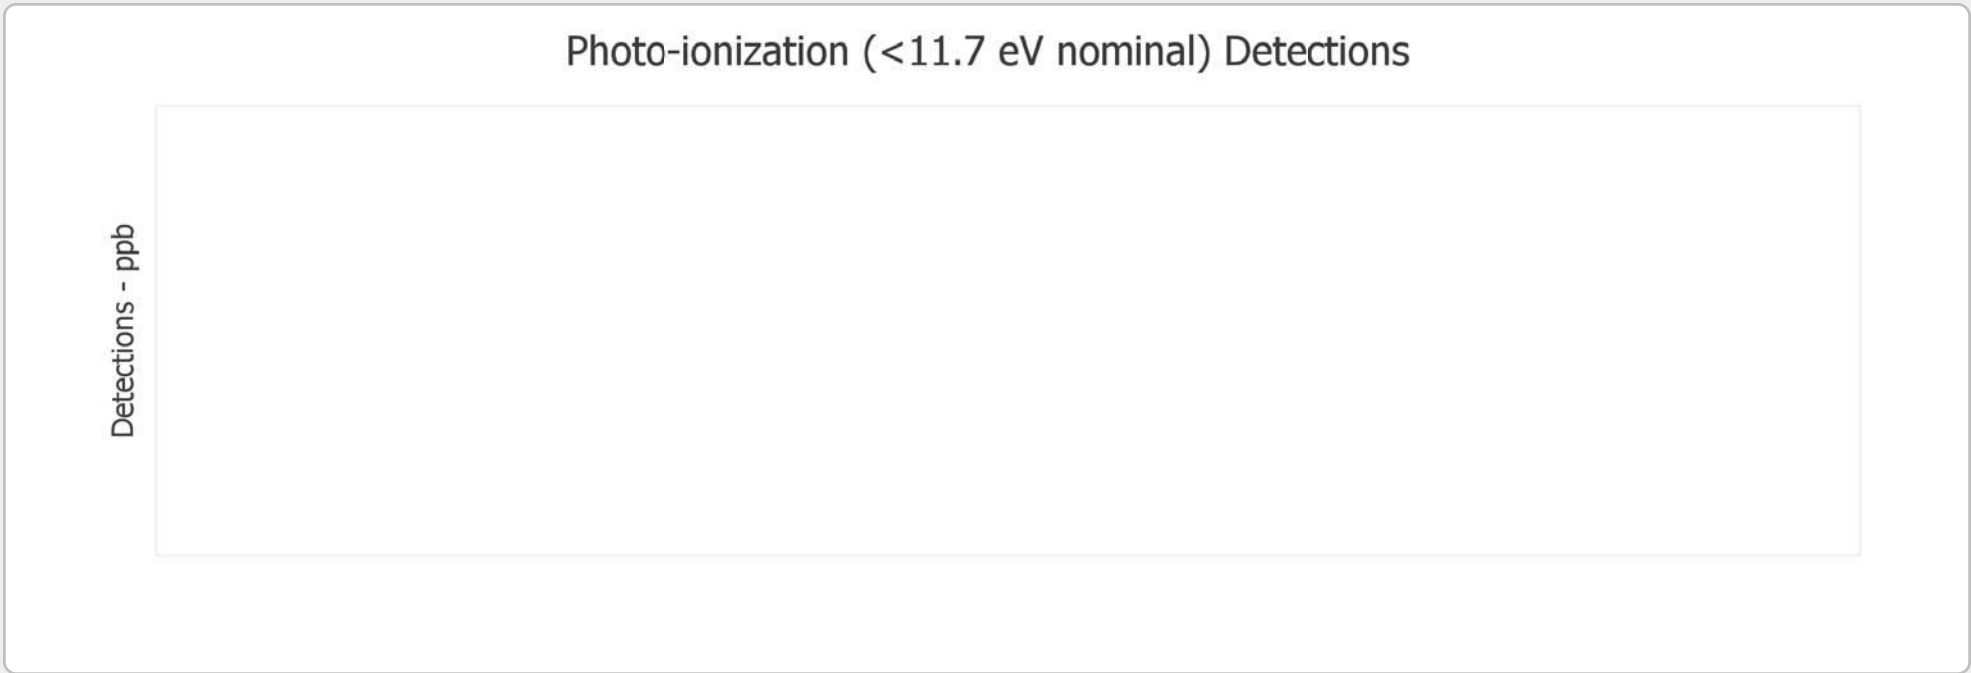 Photo-ionization (<11.7 eV nominal) Detections
Detections - ppb